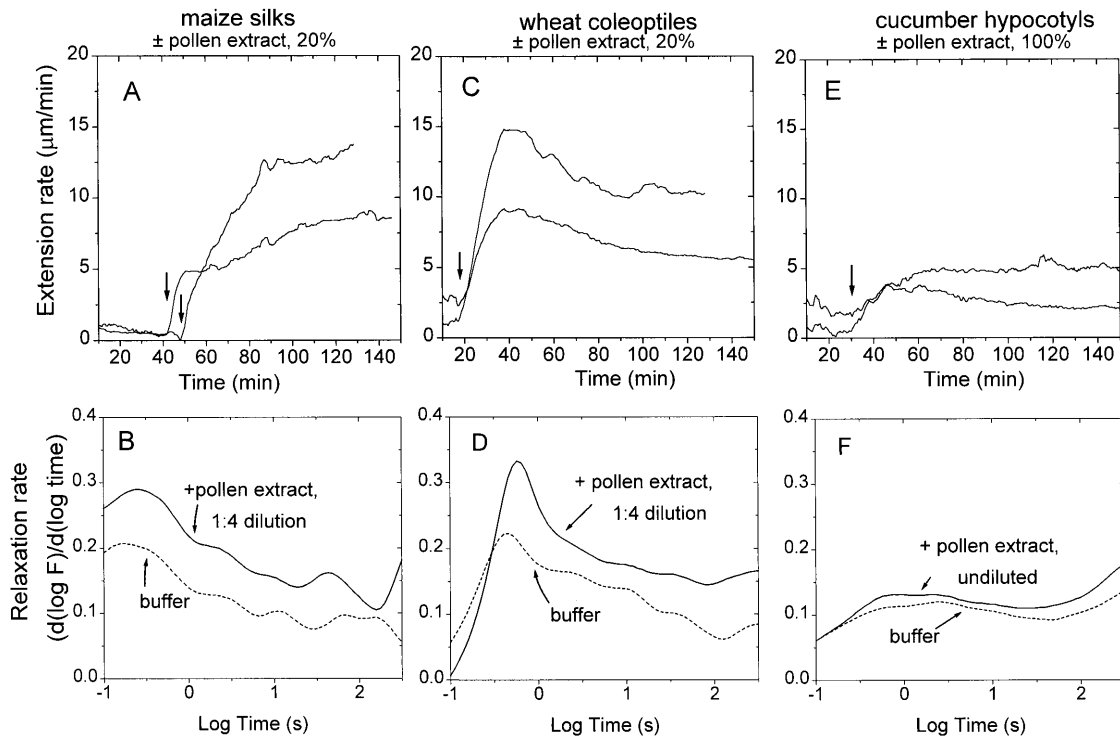 maize silks
± pollen extract, 20%
wheat coleoptiles
± pollen extract, 20%
cucumber hypocotyls
± pollen extract, 100%
Extension rate (μm/min)
A
20
15
10
5
0
20 40 60 80 100 120 140
Time (min)
C
20
15
10
5
0
20 40 60 80 100 120 140
Time (min)
E
20
15
10
5
0
20 40 60 80 100 120 140
Time (min)
Relaxation rate
(d(log F)/d(log time)
B
0.4
0.3
0.2
0.1
0.0
+pollen extract,
1:4 dilution
buffer
-1 0 1 2
Log Time (s)
D
0.4
0.3
0.2
0.1
0.0
+ pollen extract,
1:4 dilution
buffer
-1 0 1 2
Log Time (s)
F
0.4
0.3
0.2
0.1
0.0
+ pollen extract,
undiluted
buffer
-1 0 1 2
Log Time (s)